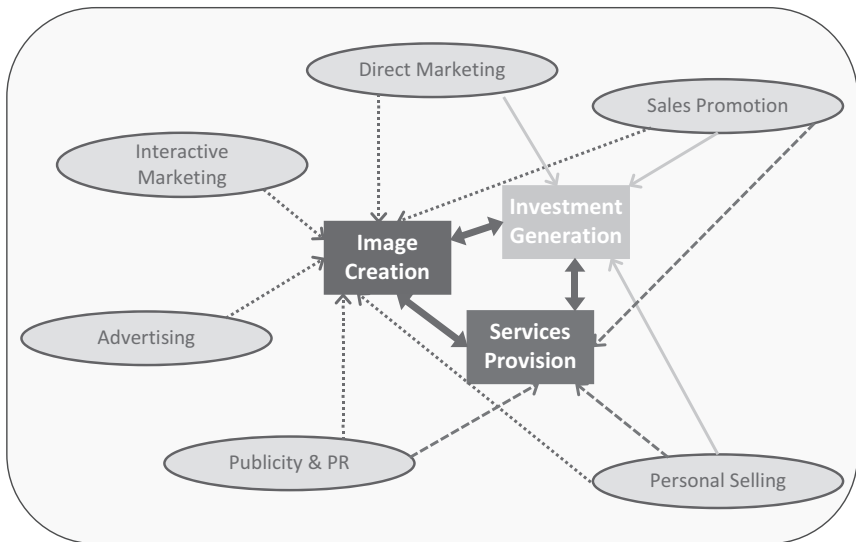 Direct Marketing
Sales Promotion
Interactive
Marketing
Investment
Generation
Image
Creation
Advertising
Services
Provision
Publicity & PR
Personal Selling